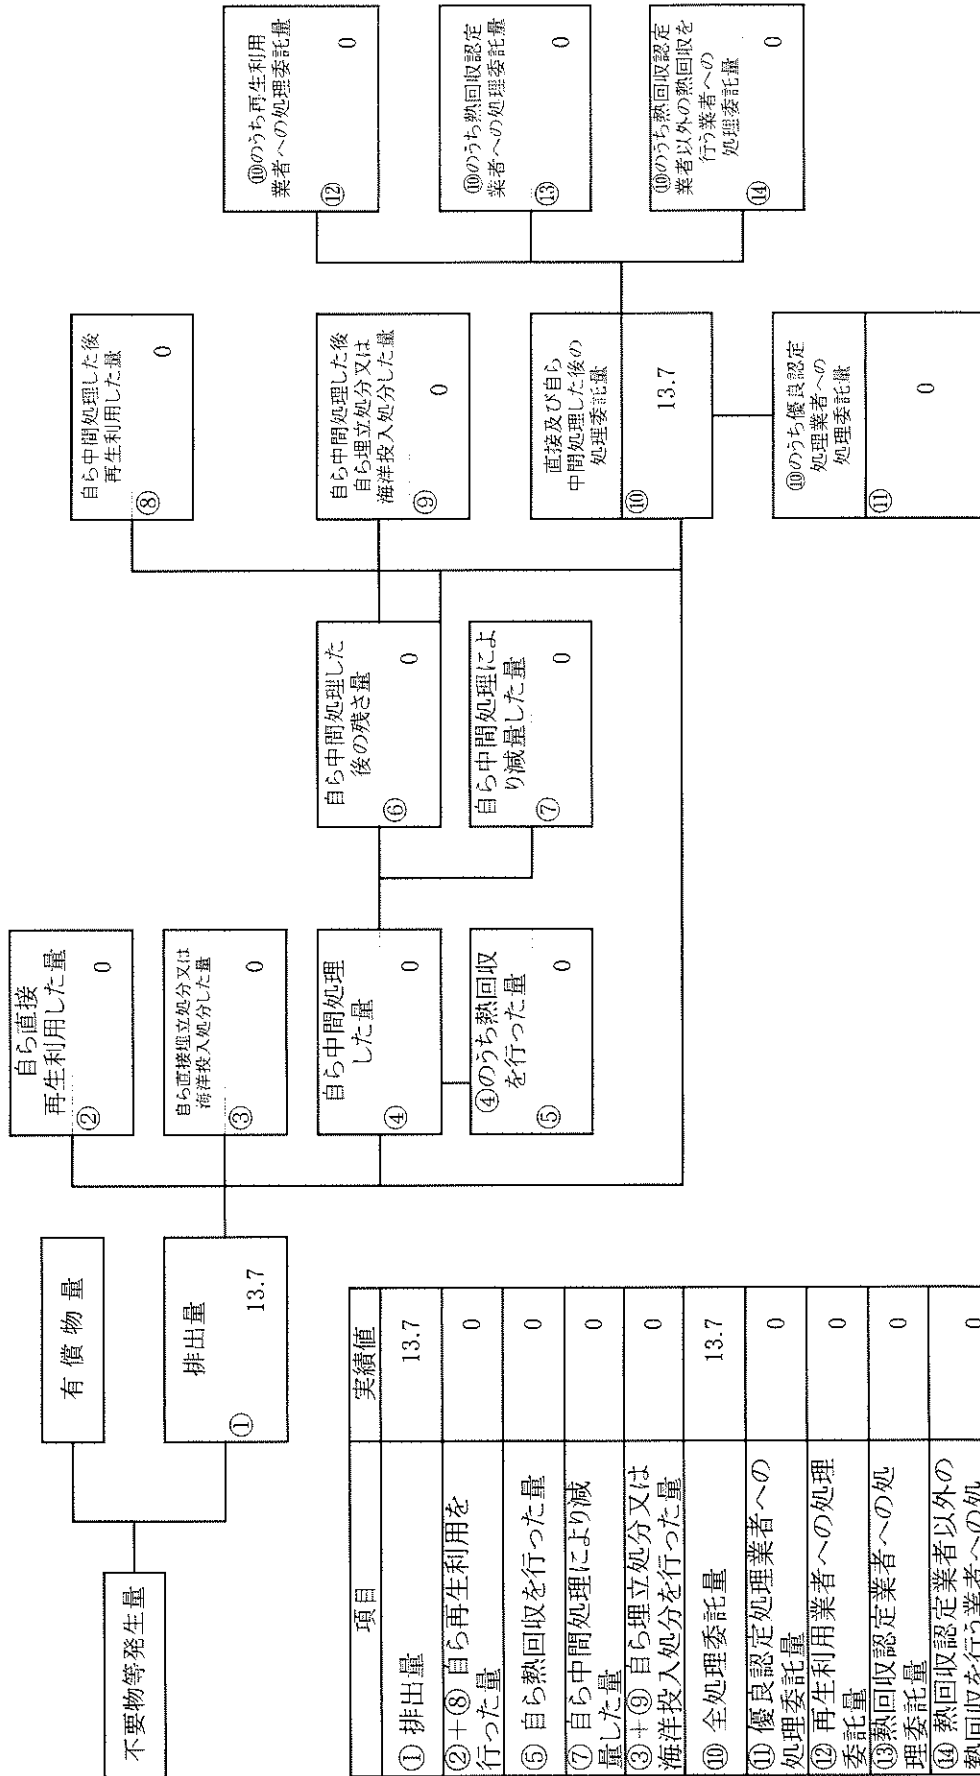 不要物等発生量
有償物量
排出量
①
13.7
自ら直接
再生利用した量
②
0
自ら直接埋立処分又は
海洋投入処分した量
③
0
自ら中間処理
した量
④
0
④のうち熱回収
を行った量
⑤
0
自ら中間処理した
後の残さ量
⑥
0
自ら中間処理によ
り減量した量
⑦
0
自ら中間処理した後
再生利用した量
⑧
0
自ら中間処理した後
自ら埋立処分又は
海洋投入処分した量
⑨
0
直接及び自ら
中間処理した後の
処理委託量
⑩
13.7
⑩のうち優良認定
処理業者への
処理委託量
⑪
0
⑩のうち再生利用
業者への処理委託量
⑫
0
⑩のうち熱回収認定
業者への処理委託量
⑬
0
⑩のうち熱回収認定
業者以外の熱回収を
行う業者への
処理委託量
⑭
0
項目 実績値
① 排出量 13.7
②+⑧ 自ら再生利用を
行った量 0
⑤ 自ら熱回収を行った量 0
⑦ 自ら中間処理により減
量した量 0
③+⑨ 自ら埋立処分又は
海洋投入処分を行った量 0
⑩ 全処理委託量 13.7
⑪ 優良認定処理業者への
処理委託量 0
⑫ 再生利用業者への処理
委託量 0
⑬熱回収認定業者への処
理委託量 0
⑭ 熱回収認定業者以外の
熱回収を行う業者への処 0